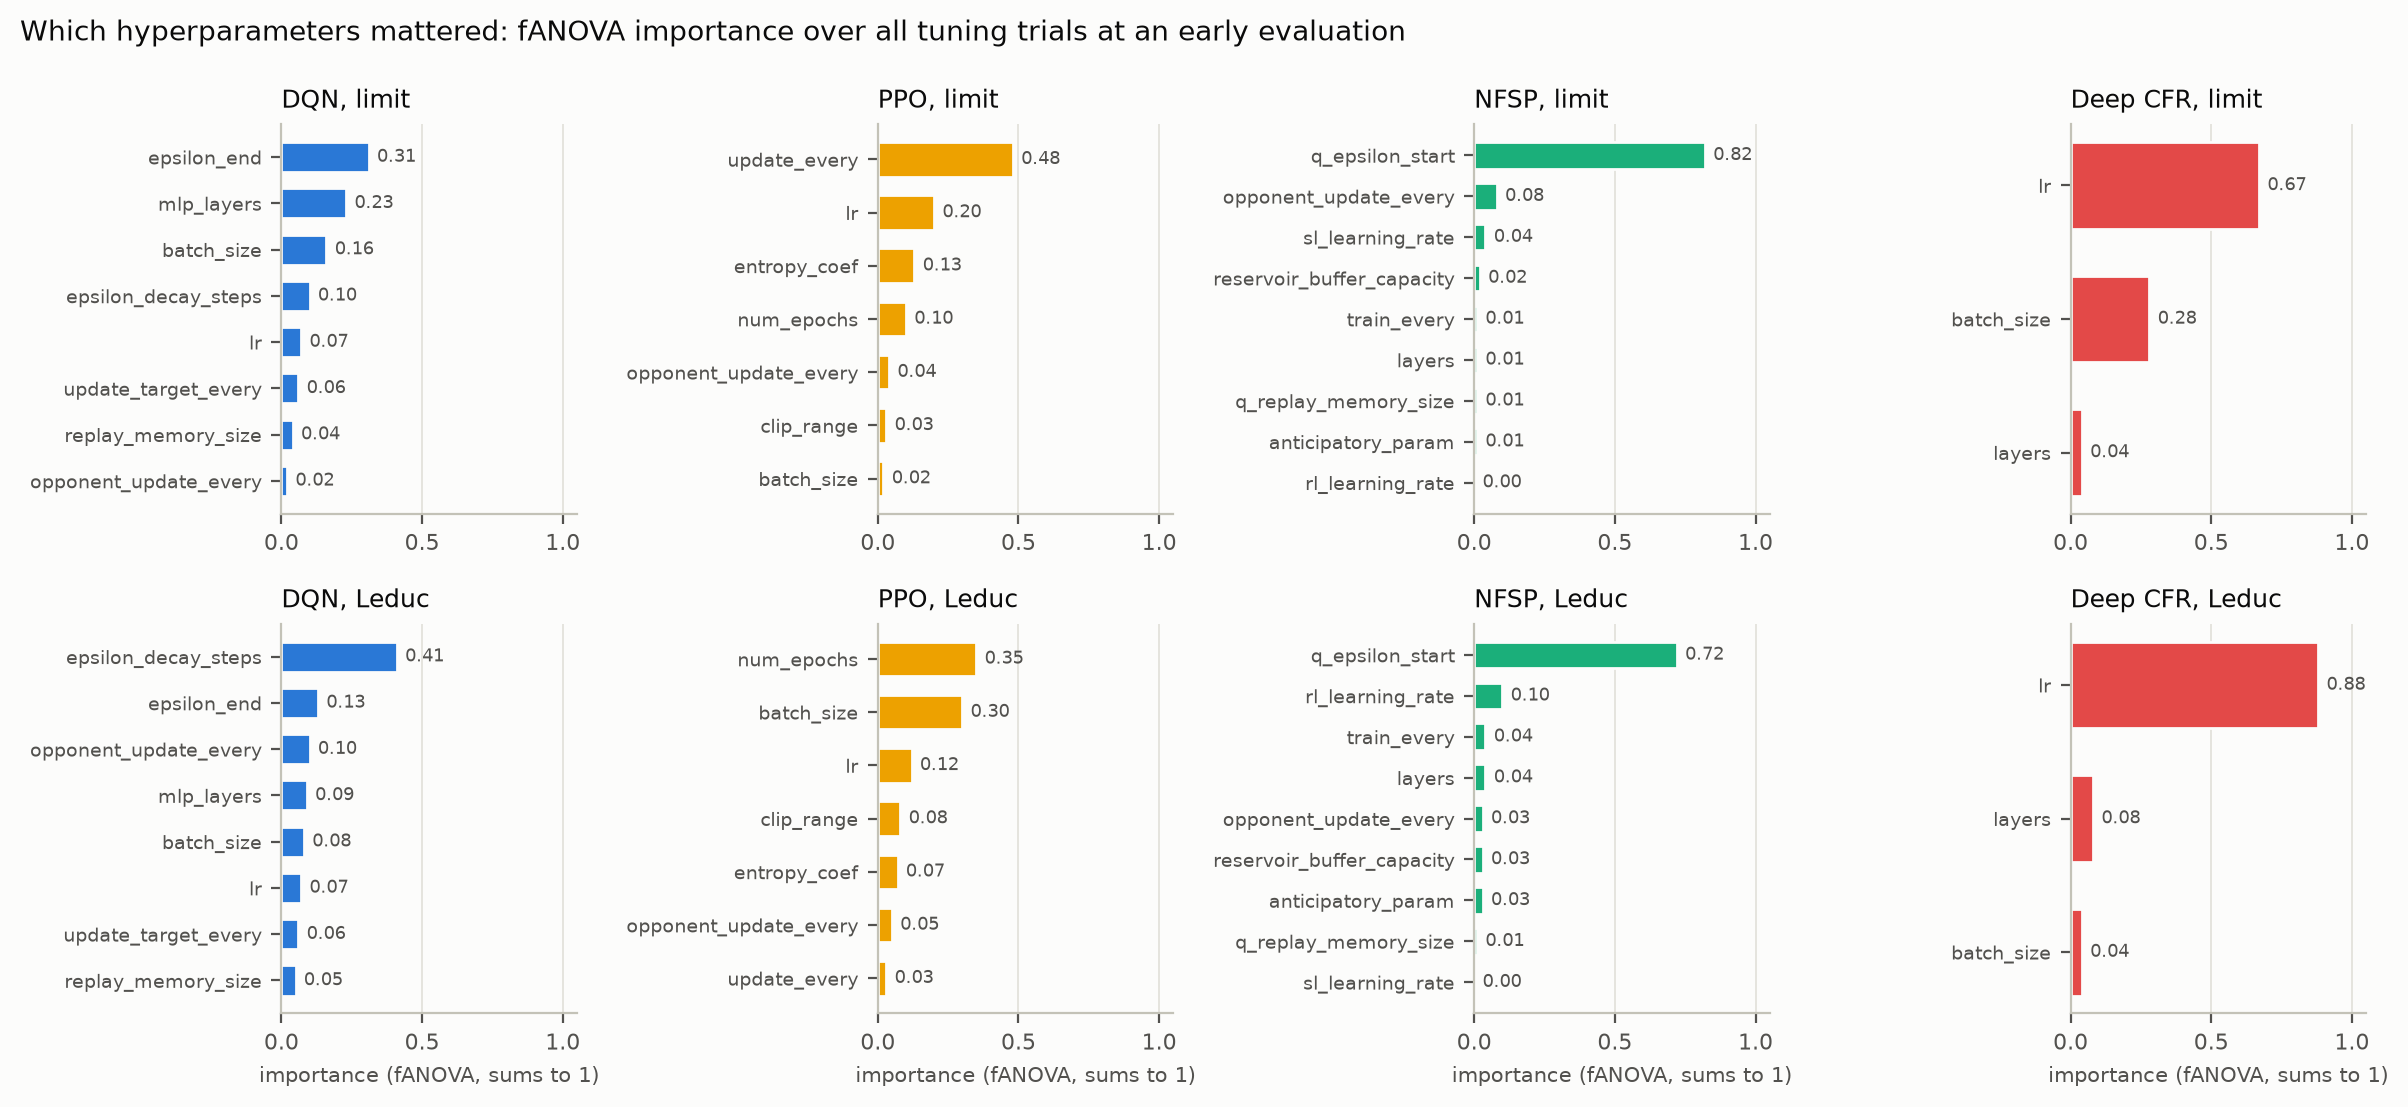 Which hyperparameters mattered: fANOVA importance over all tuning trials at an early evaluation
DQN, limit
epsilon_end 0.31
mlp_layers 0.23
batch_size 0.16
epsilon_decay_steps 0.10
lr 0.07
update_target_every 0.06
replay_memory_size 0.04
opponent_update_every 0.02
0.0 0.5 1.0
PPO, limit
update_every 0.48
lr 0.20
entropy_coef 0.13
num_epochs 0.10
opponent_update_every 0.04
clip_range 0.03
batch_size 0.02
0.0 0.5 1.0
NFSP, limit
q_epsilon_start 0.82
opponent_update_every 0.08
sl_learning_rate 0.04
reservoir_buffer_capacity 0.02
train_every 0.01
layers 0.01
q_replay_memory_size 0.01
anticipatory_param 0.01
rl_learning_rate 0.00
0.0 0.5 1.0
Deep CFR, limit
lr 0.67
batch_size 0.28
layers 0.04
0.0 0.5 1.0
DQN, Leduc
epsilon_decay_steps 0.41
epsilon_end 0.13
opponent_update_every 0.10
mlp_layers 0.09
batch_size 0.08
lr 0.07
update_target_every 0.06
replay_memory_size 0.05
0.0 0.5 1.0
importance (fANOVA, sums to 1)
PPO, Leduc
num_epochs 0.35
batch_size 0.30
lr 0.12
clip_range 0.08
entropy_coef 0.07
opponent_update_every 0.05
update_every 0.03
0.0 0.5 1.0
importance (fANOVA, sums to 1)
NFSP, Leduc
q_epsilon_start 0.72
rl_learning_rate 0.10
train_every 0.04
layers 0.04
opponent_update_every 0.03
reservoir_buffer_capacity 0.03
anticipatory_param 0.03
q_replay_memory_size 0.01
sl_learning_rate 0.00
0.0 0.5 1.0
importance (fANOVA, sums to 1)
Deep CFR, Leduc
lr 0.88
layers 0.08
batch_size 0.04
0.0 0.5 1.0
importance (fANOVA, sums to 1)